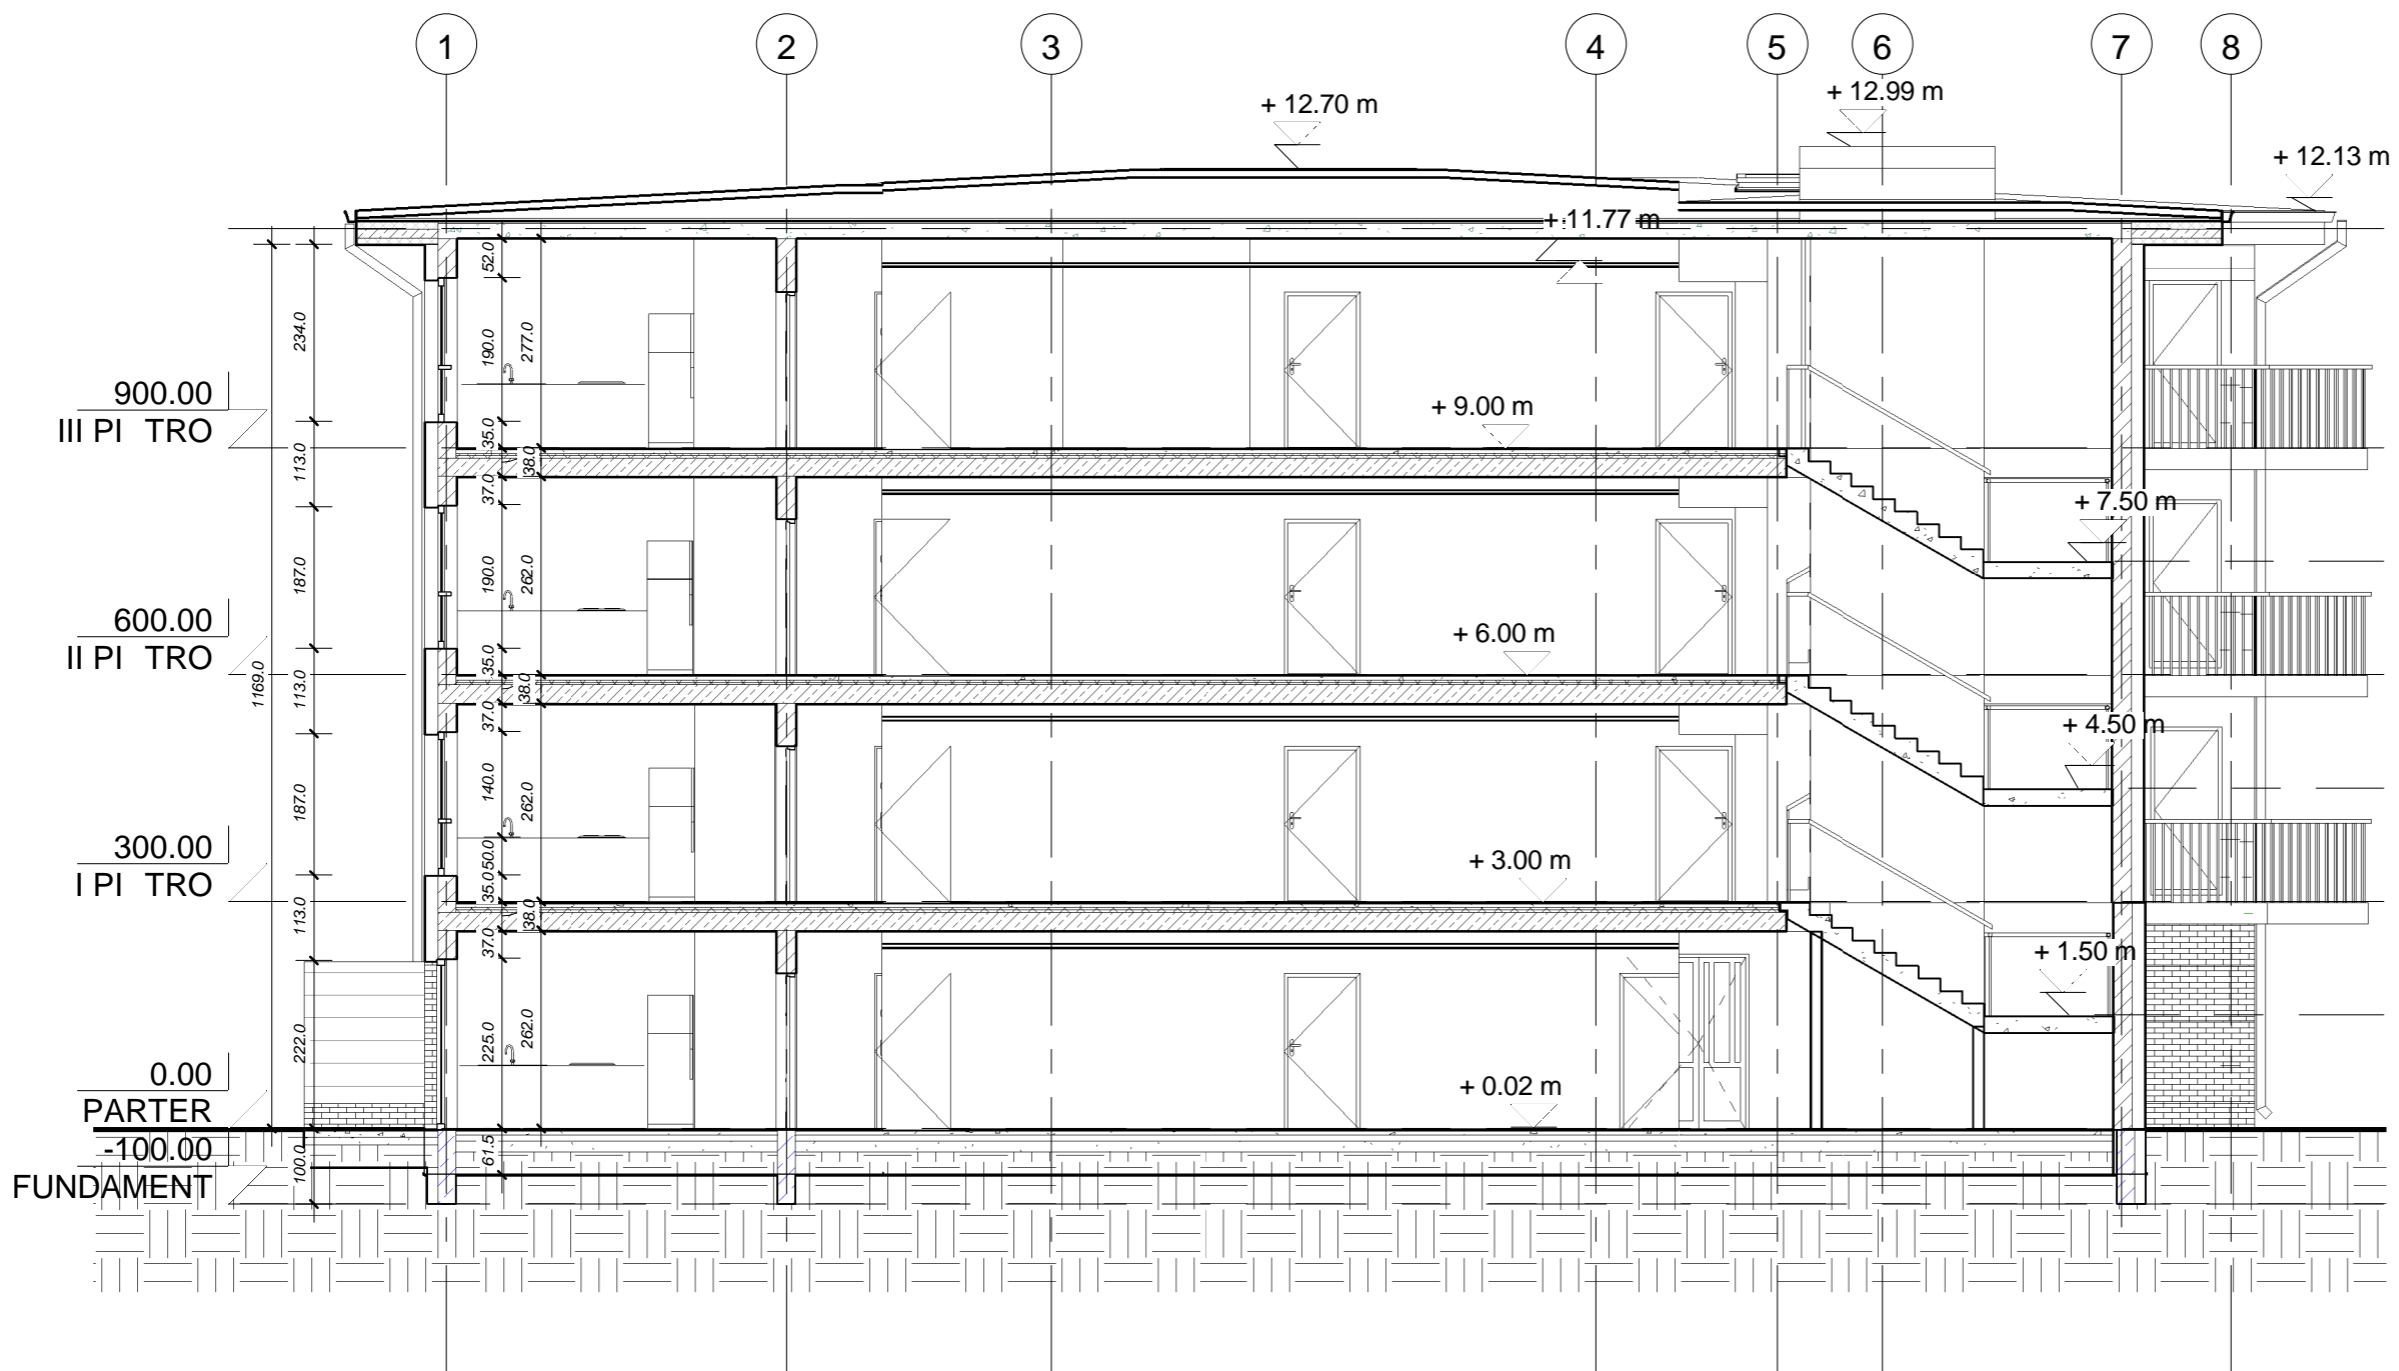 1 2 3 4 5 6 7 8
+ 12.99 m
+ 12.70 m
+ 12.13 m
+ 11.77 m
52.0
234.0
190.0
277.0
900.00
III PI TRO
+ 9.00 m
35.0
113.0
38.0
37.0
+ 7.50 m
187.0
190.0
262.0
600.00
II PI TRO
+ 6.00 m
35.0
1169.0
113.0
38.0
37.0
+ 4.50 m
187.0
140.0
262.0
300.00
I PI TRO
50.0
+ 3.00 m
35.0
113.0
38.0
37.0
+ 1.50 m
222.0
225.0
262.0
0.00
PARTER
+ 0.02 m
-100.00
FUNDAMENT
100.0
61.5